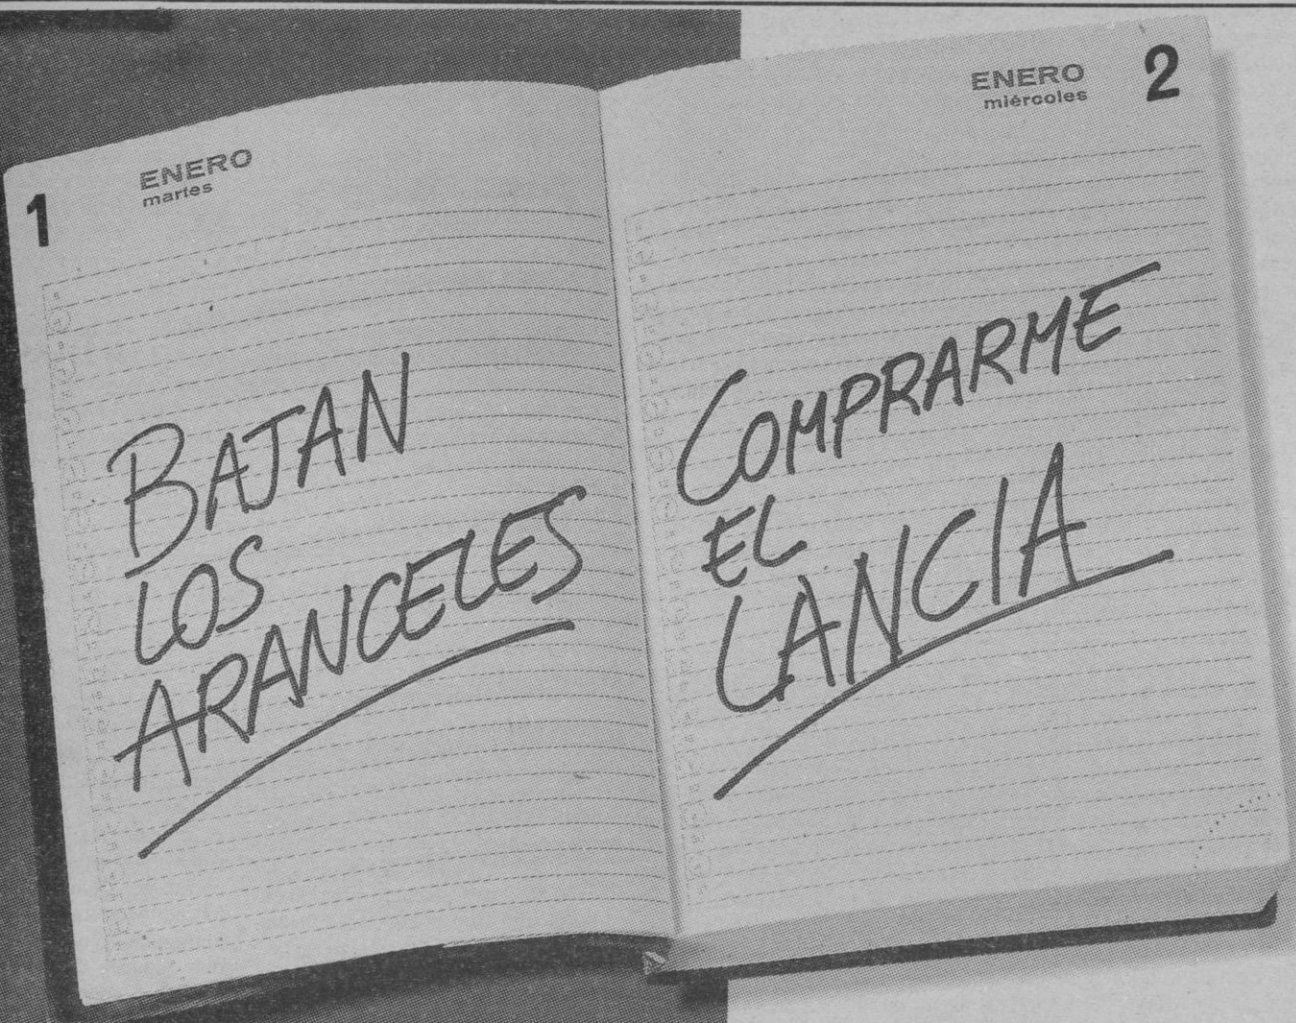 1
ENERO
martes
BAJAN
LOS
ARANCELES
ENERO
miércoles
2
COMPRARME
EL
LANCIA